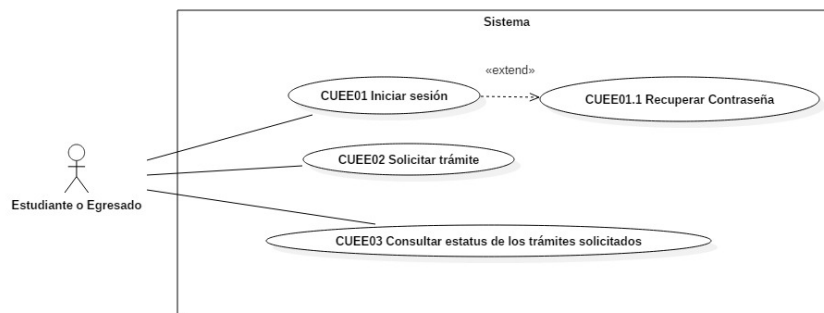 Sistema
«extend»
CUEE01 Iniciar sesión
CUEE01.1 Recuperar Contraseña
CUEE02 Solicitar trámite
Estudiante o Egresado
CUEE03 Consultar estatus de los trámites solicitados